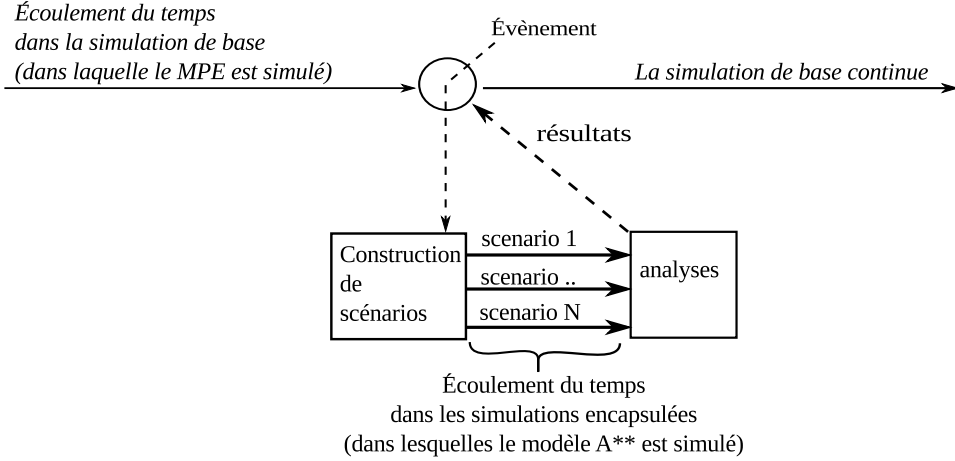 Écoulement du temps
dans la simulation de base
(dans laquelle le MPE est simulé)
Évènement
La simulation de base continue
résultats
Construction
de
scénarios
scenario 1
scenario ..
scenario N
analyses
Écoulement du temps
dans les simulations encapsulées
(dans lesquelles le modèle A** est simulé)